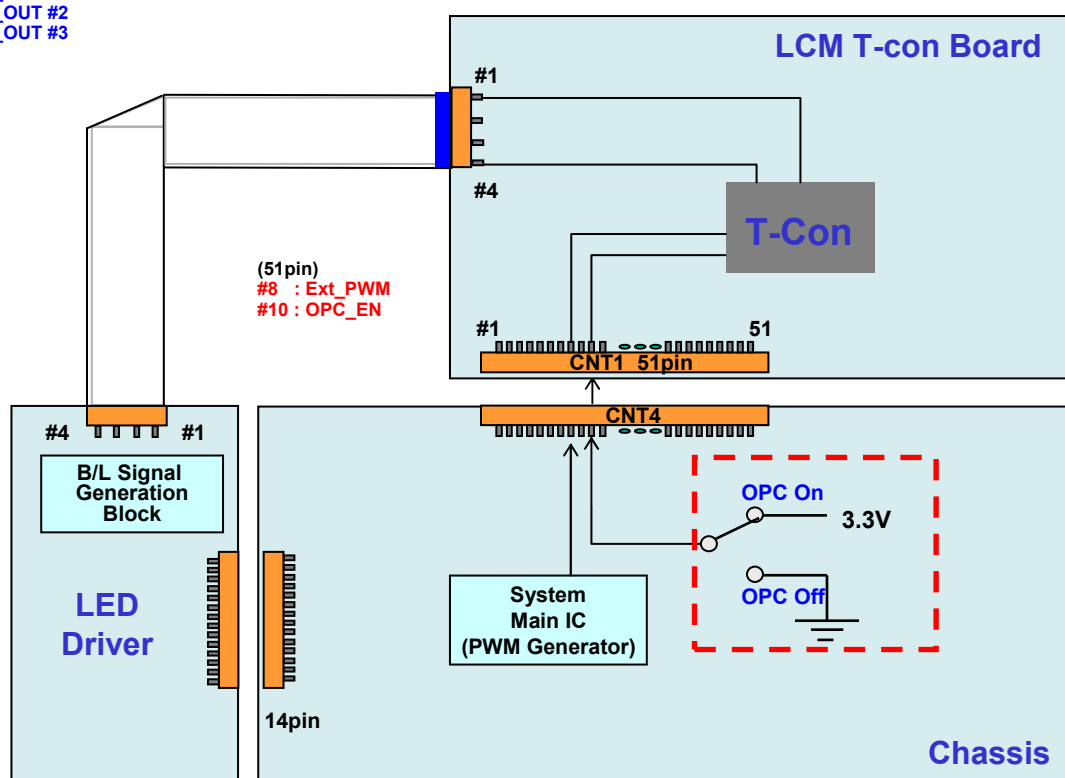 _OUT #2
_OUT #3
LCM T-con Board
#1
#4
T-Con
(51pin)
#8 : Ext_PWM
#10 : OPC_EN
#1
51
CNT1 51pin
CNT4
#4
#1
B/L Signal
Generation
Block
OPC On
3.3V
OPC Off
System
Main IC
(PWM Generator)
LED
Driver
14pin
Chassis